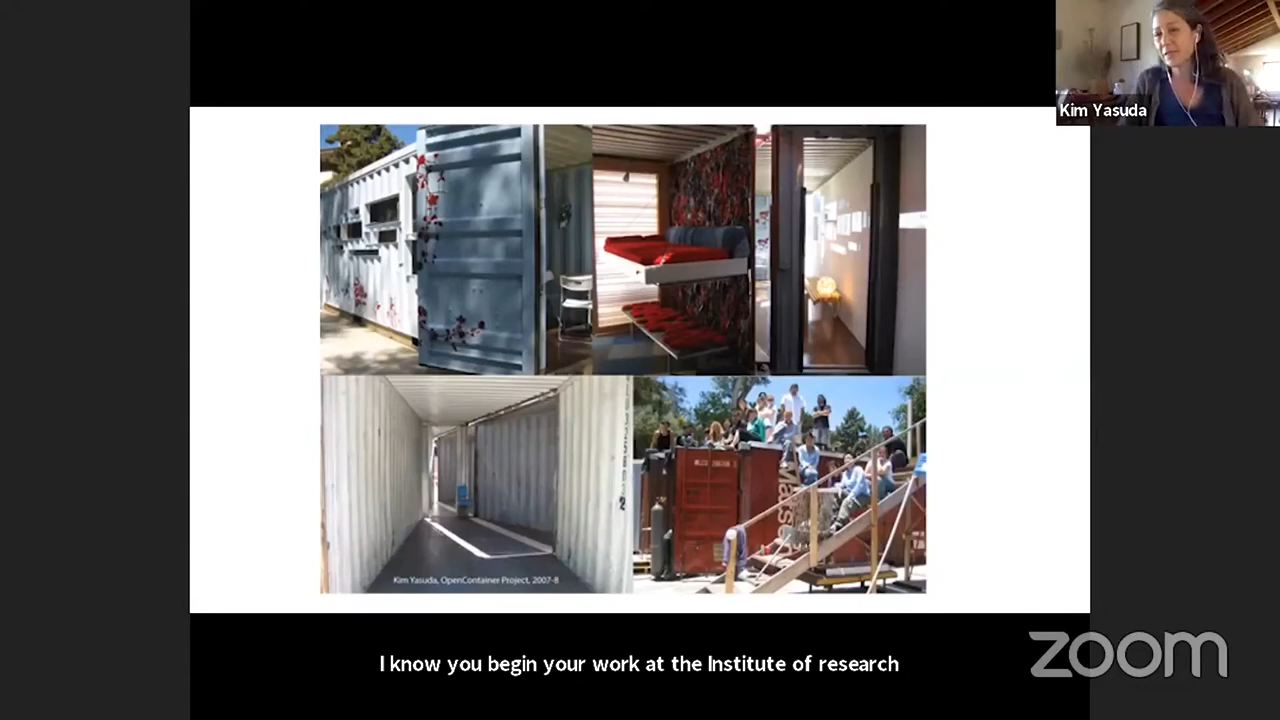 Kim Yasuda
Kim Yasuda, OpenContainer Project, 2007-8
I know you begin your work at the Institute of research
zoom